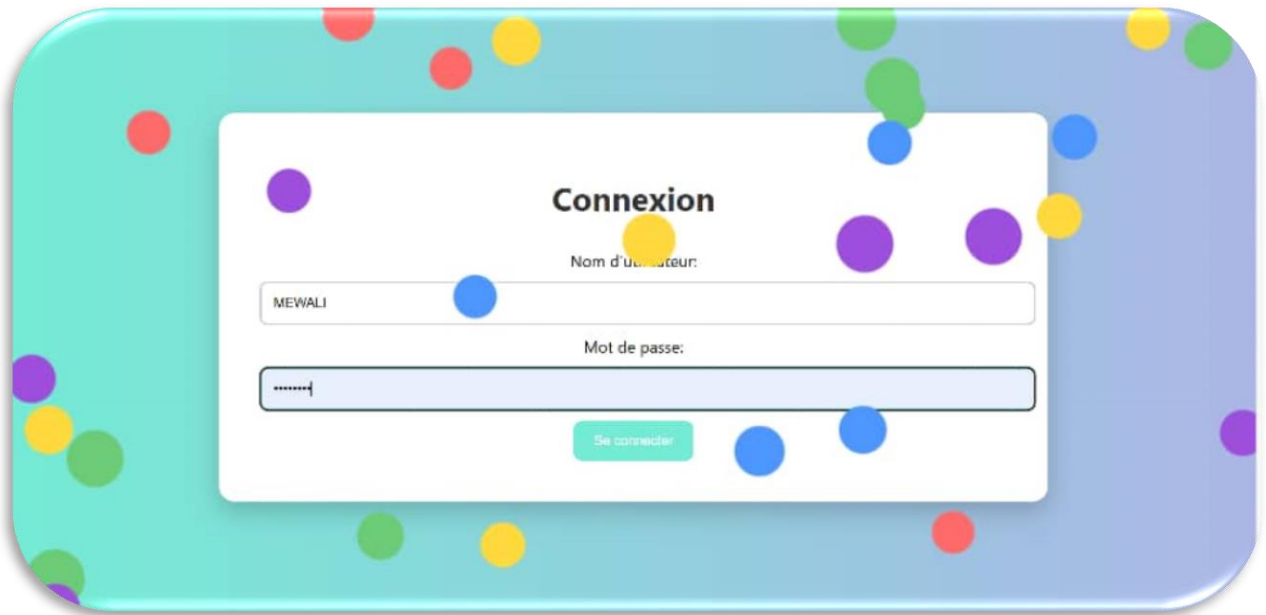 Connexion
Nom d'utilisateur:
MEWALI
Mot de passe:
••••••••
Se connecter